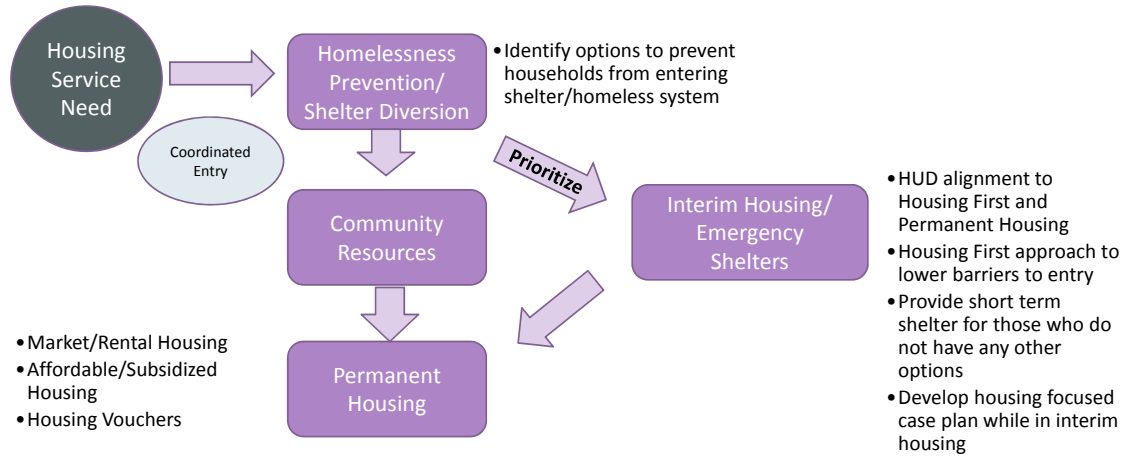 Housing
Service
Need
Homelessness
Prevention/
Shelter Diversion
•Identify options to prevent
households from entering
shelter/homeless system
Coordinated
Entry
Prioritize
Community
Resources
Interim Housing/
Emergency
Shelters
•HUD alignment to
Housing First and
Permanent Housing
•Housing First approach to
lower barriers to entry
•Provide short term
shelter for those who do
not have any other
options
•Develop housing focused
case plan while in interim
housing
•Market/Rental Housing
•Affordable/Subsidized
Housing
•Housing Vouchers
Permanent
Housing